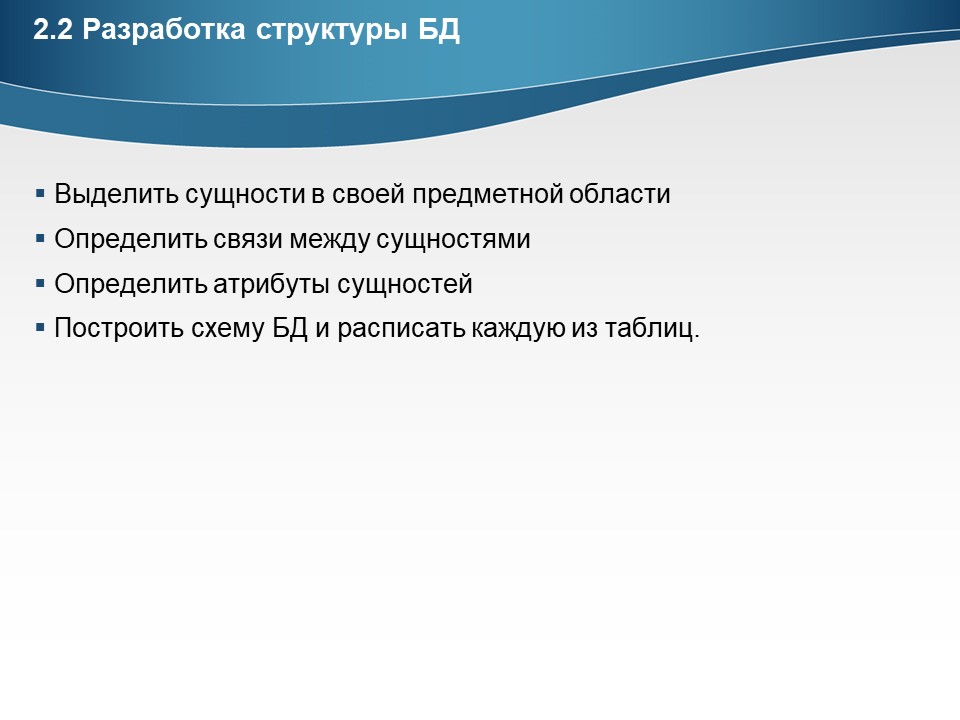 2.2 Разработка структуры БД
▪ Выделить сущности в своей предметной области
▪ Определить связи между сущностями
▪ Определить атрибуты сущностей
▪ Построить схему БД и расписать каждую из таблиц.